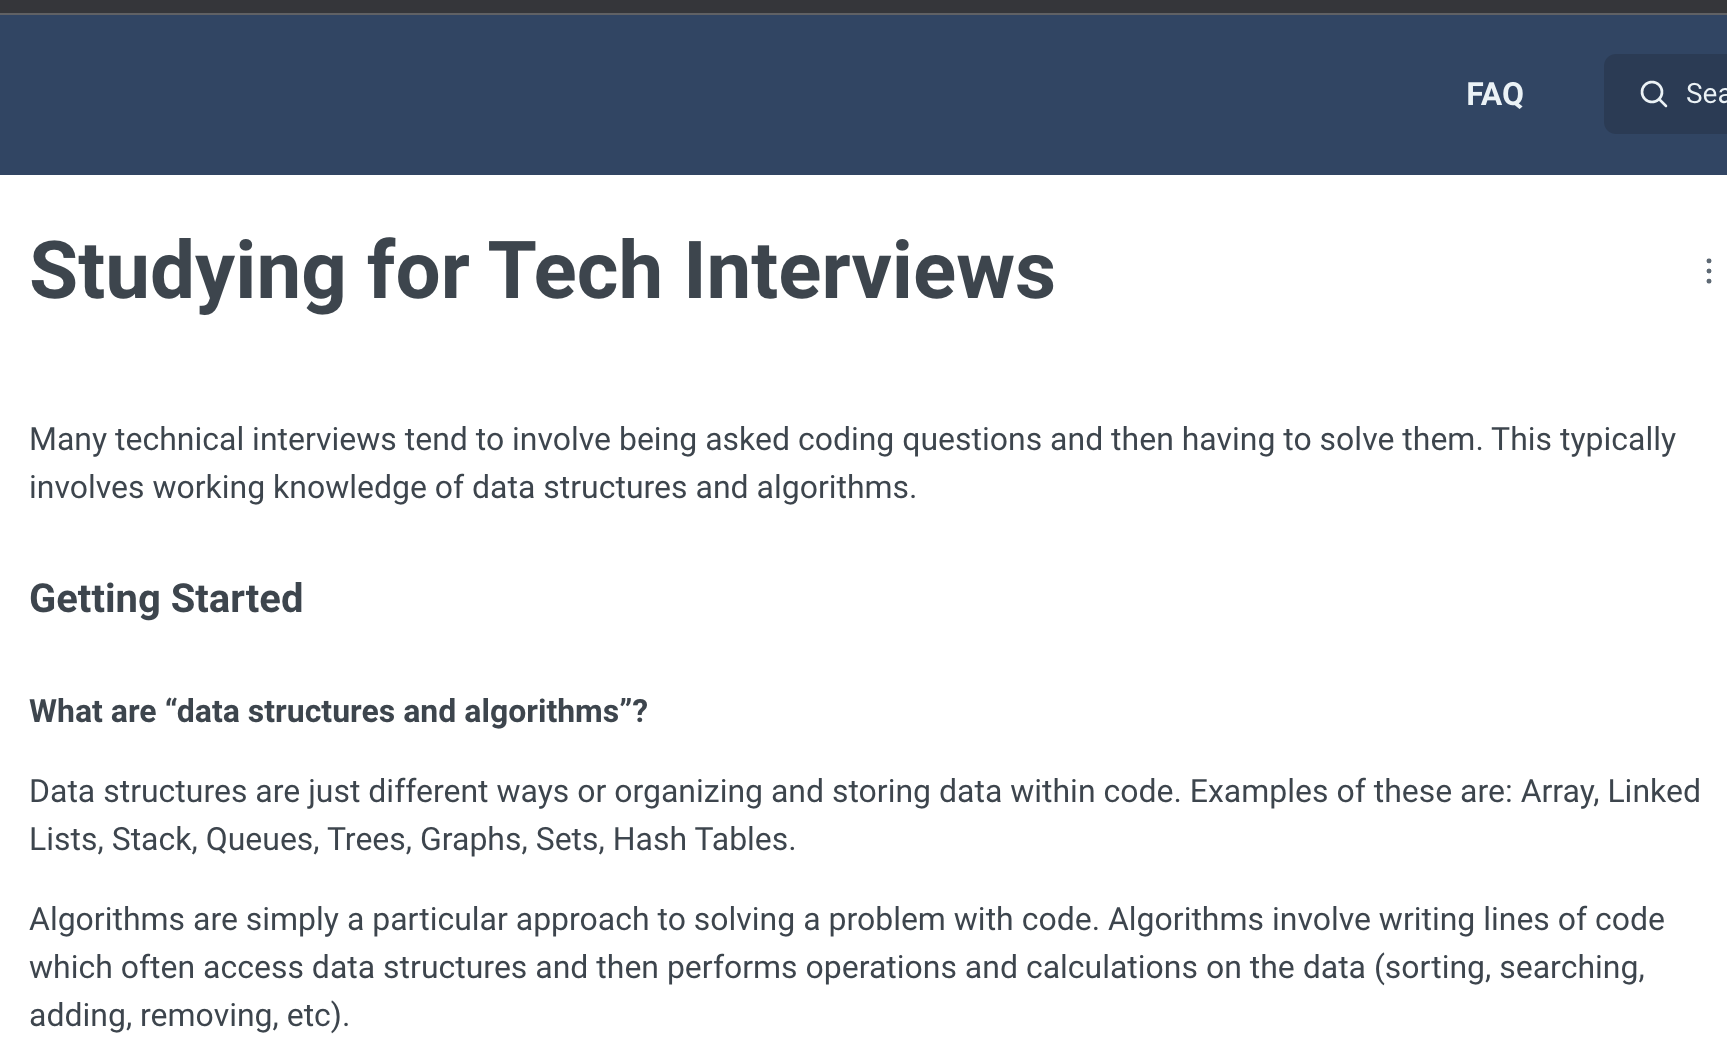 FAQ
Sea
Studying for Tech Interviews
Many technical interviews tend to involve being asked coding questions and then having to solve them. This typically
involves working knowledge of data structures and algorithms.
Getting Started
What are “data structures and algorithms”?
Data structures are just different ways or organizing and storing data within code. Examples of these are: Array, Linked
Lists, Stack, Queues, Trees, Graphs, Sets, Hash Tables.
Algorithms are simply a particular approach to solving a problem with code. Algorithms involve writing lines of code
which often access data structures and then performs operations and calculations on the data (sorting, searching,
adding, removing, etc).